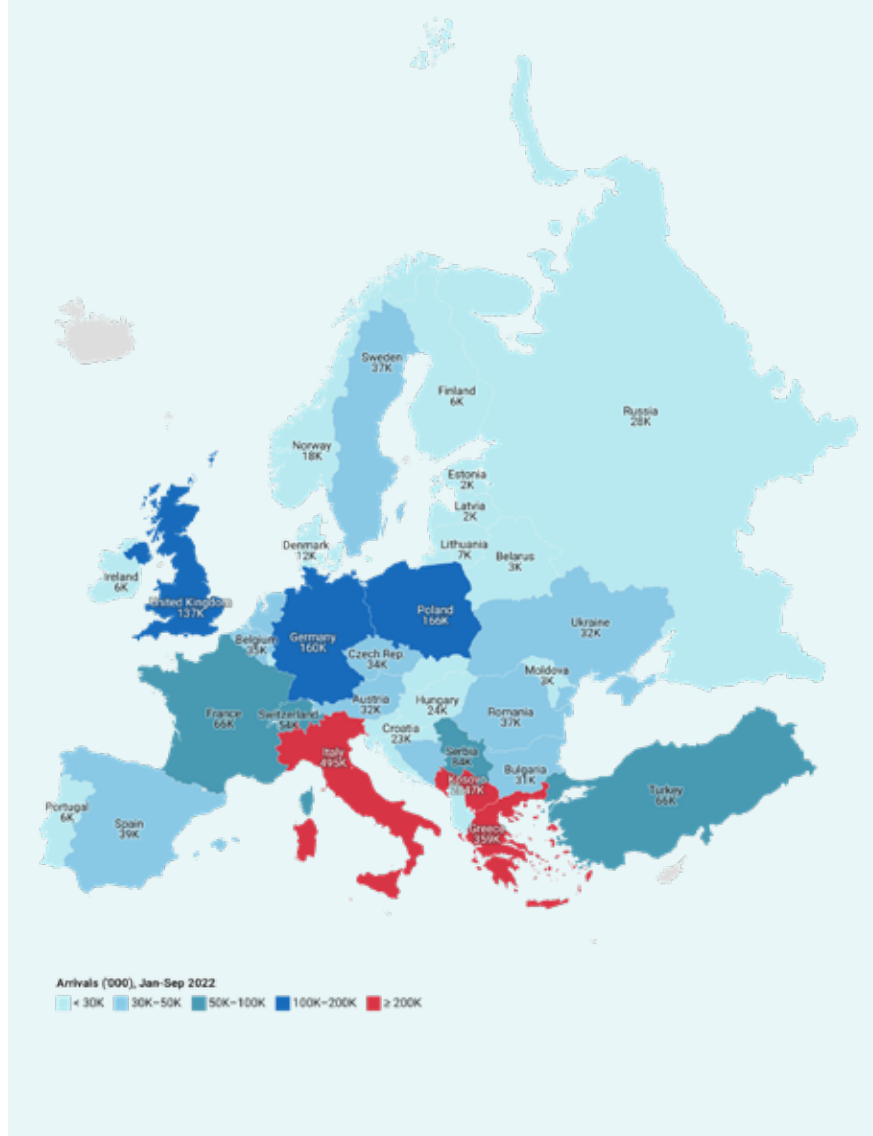 Sweden
37K
Finland
6K
Russia
28K
Norway
18K
Estonia
2K
Latvia
2K
Denmark
12K
Lithuania
7K
Belarus
3K
Ireland
6K
United Kingdom
137K
Poland
166K
Germany
160K
Ukraine
32K
Belgium
35K
Czech Rep.
34K
Moldova
3K
Austria
32K
Hungary
24K
France
66K
Switzerland
54K
Romania
37K
Croatia
23K
Italy
495K
Serbia
84K
Bulgaria
31K
Kosovo
Turkey
66K
Portugal
6K
Spain
39K
Greece
359K
Arrivals ('000), Jan-Sep 2022
< 30K 30K–50K 50K–100K 100K–200K ≥ 200K